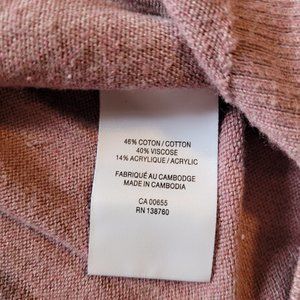 46% COTON / COTTON
40% VISCOSE
14% ACRYLIQUE / ACRYLIC
FABRIQUÉ AU CAMBODGE
MADE IN CAMBODIA
CA 00655
RN 138760